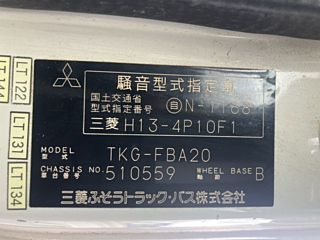 LT122
LT144
LT131
LT134
騒音型式指定車
国土交通省
型式指定番号 自N-1168
三菱 H13-4P10F1
MODEL
型式 TKG-FBA20
CHASSIS NO.
車台番号 510559
WHEEL BASE
軸距 B
三菱ふそうトラック・バス株式会社